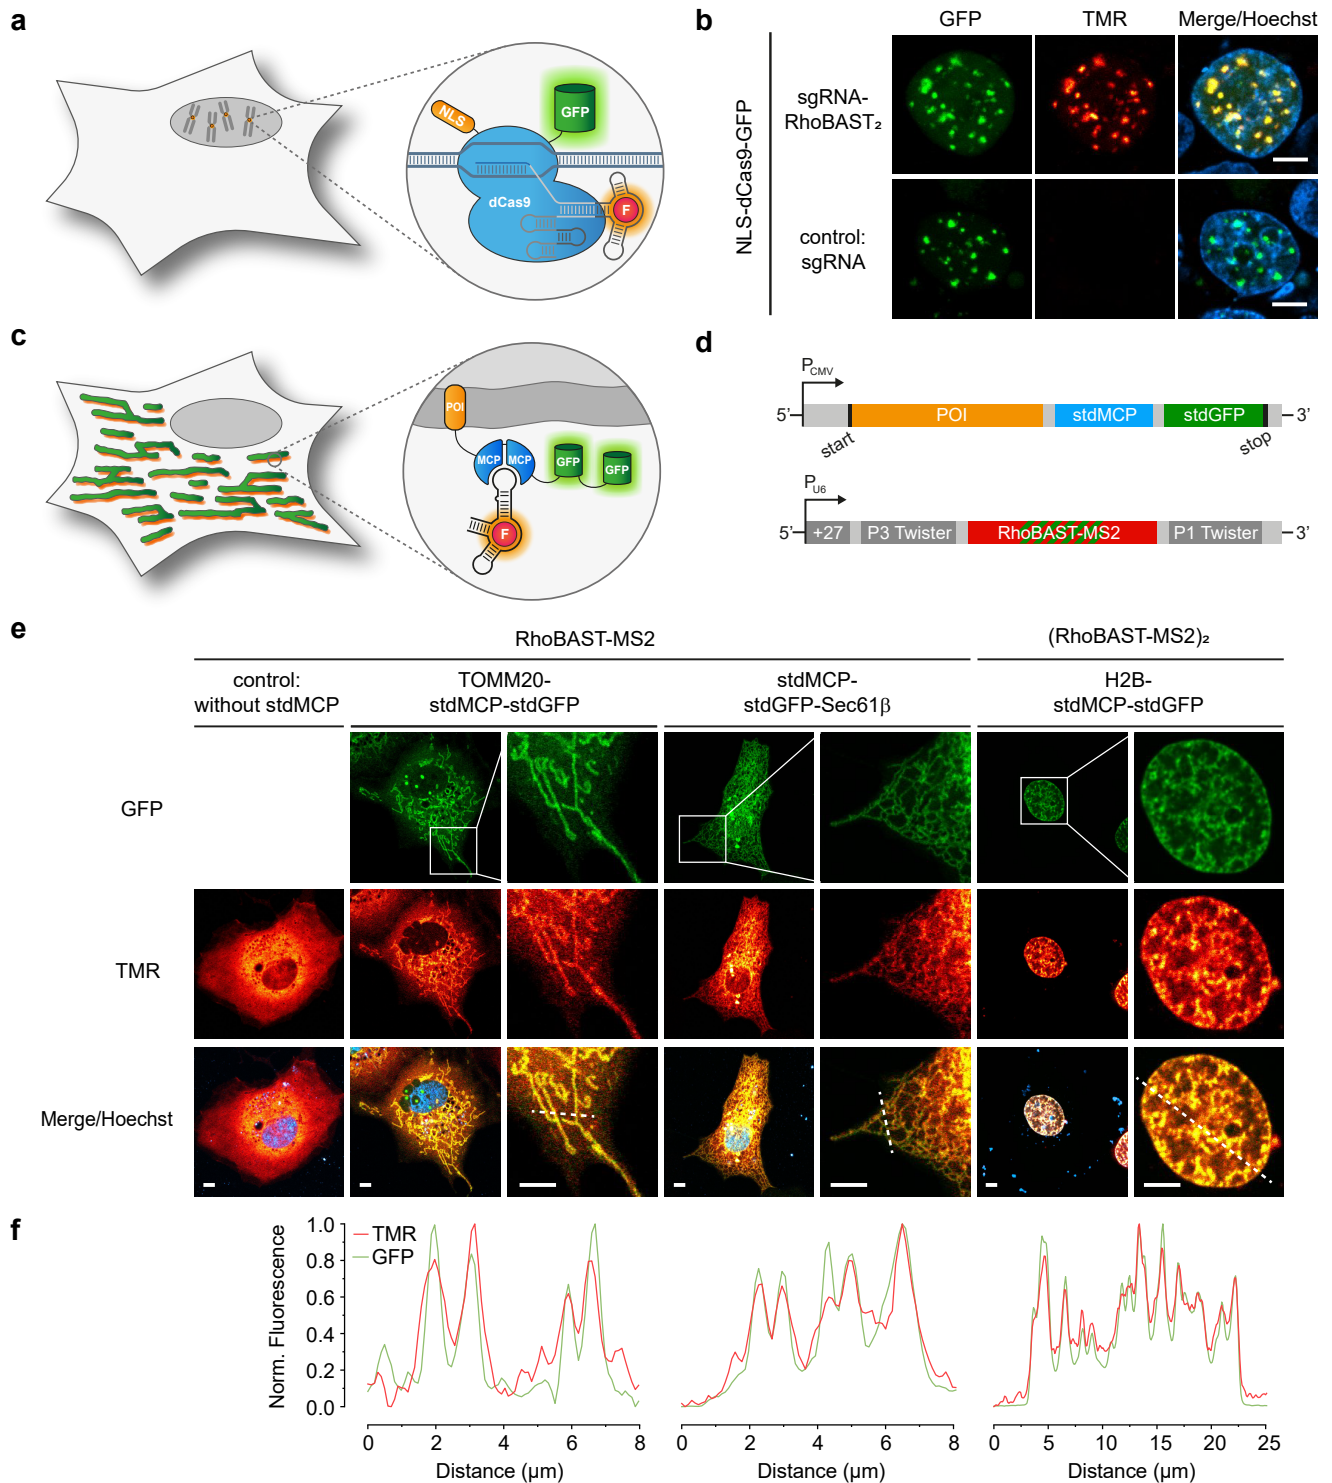 a
NLS
GFP
dCas9
F
b
GFP
TMR
Merge/Hoechst
NLS-dCas9-GFP
sgRNA-
RhoBAST₂
control:
sgRNA
c
POI
MCP
MCP
GFP
GFP
F
d
P_CMV
5'
POI
stdMCP
stdGFP
3'
start
stop
P_U6
5'
+27
P3 Twister
RhoBAST-MS2
P1 Twister
3'
e
RhoBAST-MS2
(RhoBAST-MS2)₂
control:
without stdMCP
TOMM20-
stdMCP-stdGFP
stdMCP-
stdGFP-Sec61β
H2B-
stdMCP-stdGFP
GFP
TMR
Merge/Hoechst
f
Norm. Fluorescence
1.0
0.8
0.6
0.4
0.2
0.0
TMR
GFP
0 2 4 6 8
Distance (µm)
0 2 4 6 8
Distance (µm)
0 5 10 15 20 25
Distance (µm)